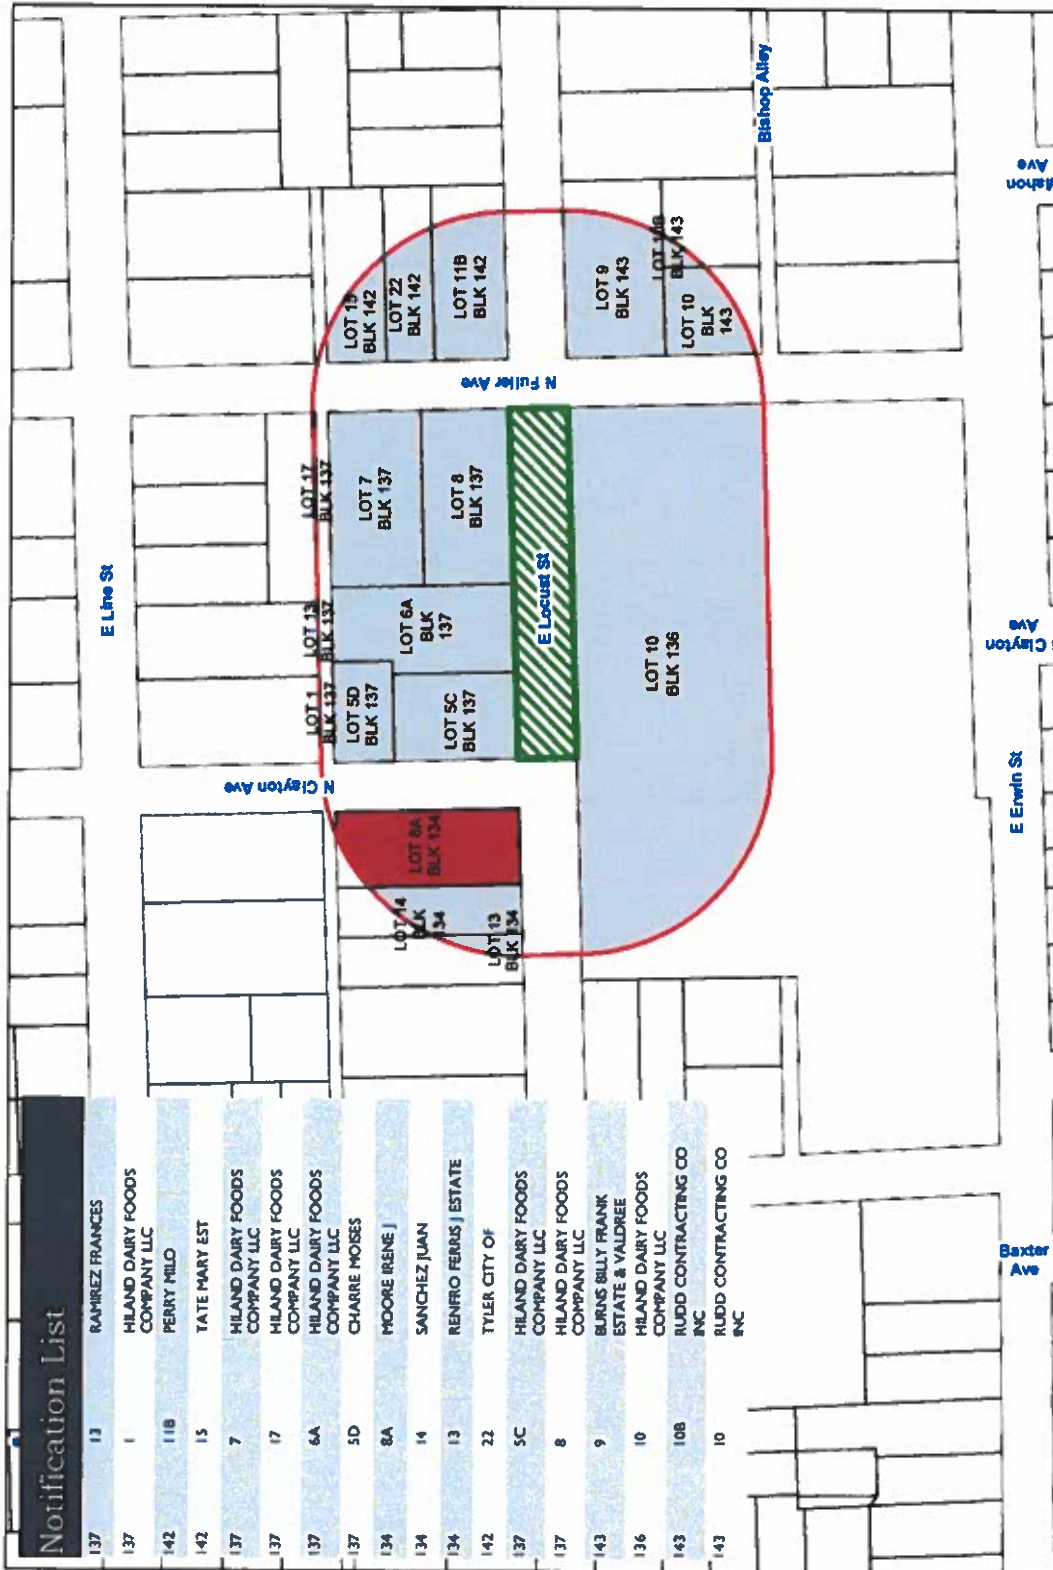 Notification List
137 13 RAMIREZ FRANCES
137 1 HILAND DAIRY FOODS
COMPANY LLC
142 11B PERRY MILO
142 15 TATE MARY EST
137 7 HILAND DAIRY FOODS
COMPANY LLC
137 17 HILAND DAIRY FOODS
COMPANY LLC
137 6A HILAND DAIRY FOODS
COMPANY LLC
137 5D CHARRE MOISES
134 8A MOORE IRENE J
134 14 SANCHEZ JUAN
134 13 RENFRO FERRIS J ESTATE
142 22 TYLER CITY OF
137 5C HILAND DAIRY FOODS
COMPANY LLC
137 8 HILAND DAIRY FOODS
COMPANY LLC
143 9 BURNS BILLY FRANK
ESTATE & VALDREE
136 10 HILAND DAIRY FOODS
COMPANY LLC
143 10B RUDD CONTRACTING CO
INC
143 10 RUDD CONTRACTING CO
INC
E Line St
N Clayton Ave
N Fuller Ave
E Locust St
Bishop Alley
E Erwin St
Clayton
Ave
Ave
Baxter
Ave
LOT 1
BLK 137
LOT 13
BLK 137
LOT 17
BLK 137
LOT 5D
BLK 137
LOT 5C
BLK 137
LOT 6A
BLK
137
LOT 7
BLK 137
LOT 8
BLK 137
LOT 15
BLK 142
LOT 22
BLK 142
LOT 11B
BLK 142
LOT 9
BLK 143
LOT 10B
BLK 143
LOT 10
BLK
143
LOT 10
BLK 136
LOT 8A
BLK 134
LOT 14
BLK
134
LOT 13
BLK 134